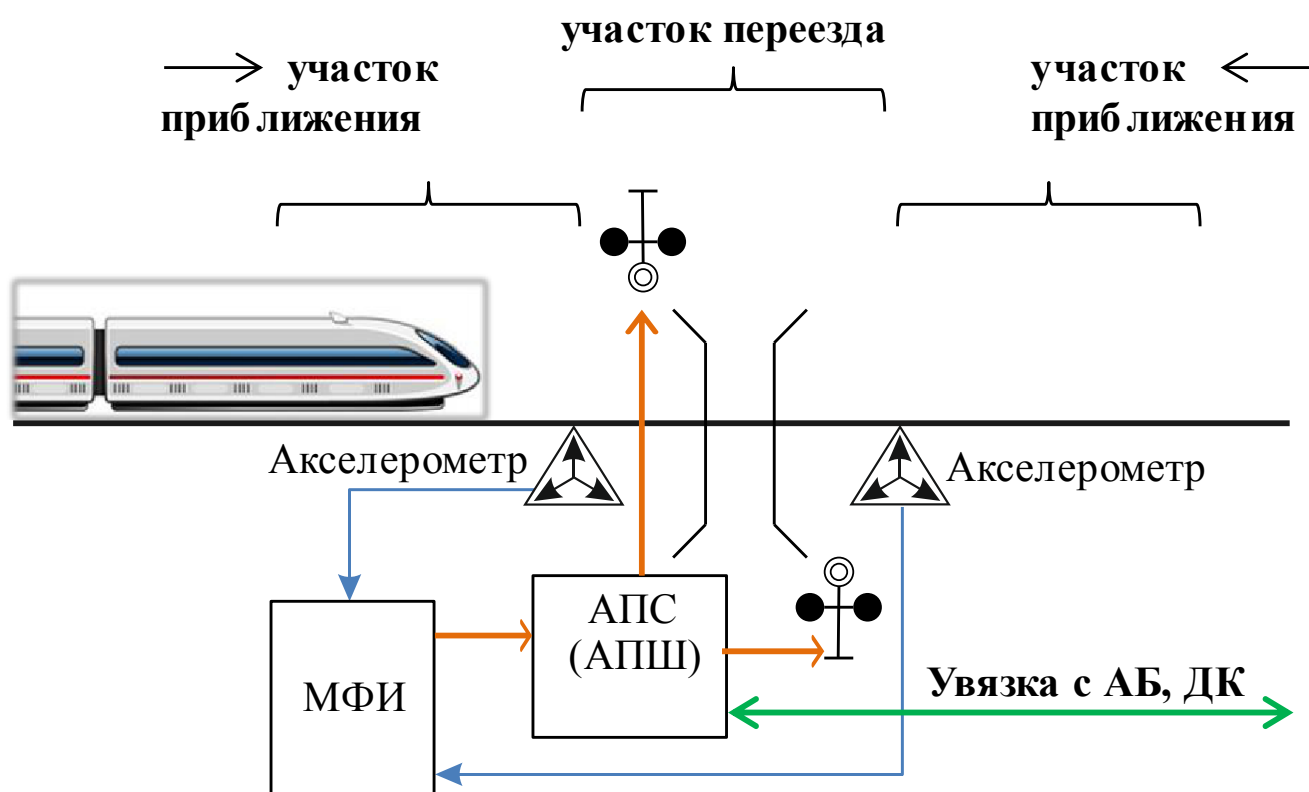 участок переезда
участок
приближения
участок
приближения
Акселерометр
Акселерометр
АПС
(АПШ)
МФИ
Увязка с АБ, ДК